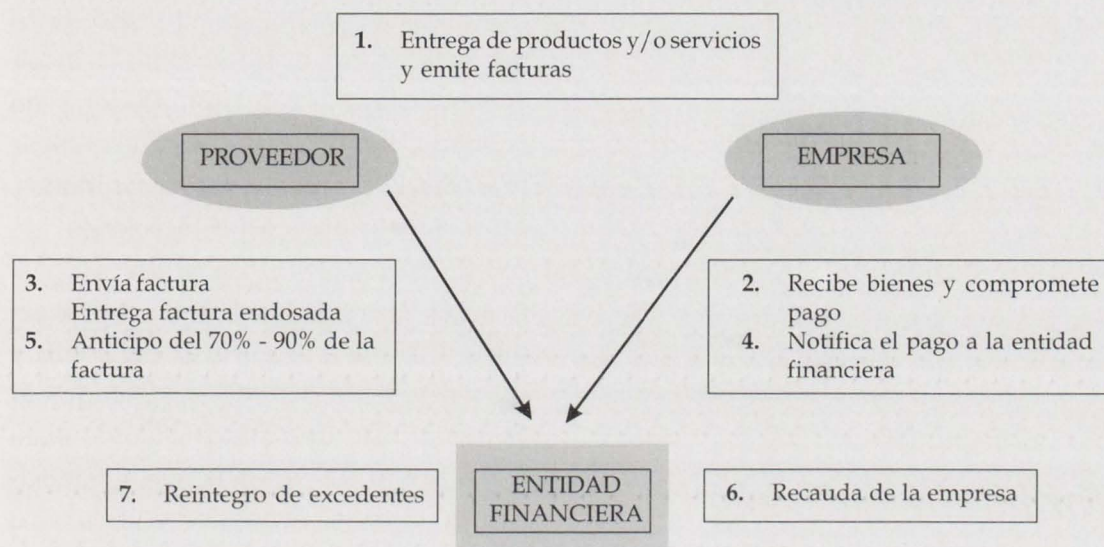 1. Entrega de productos y/o servicios
y emite facturas
PROVEEDOR
EMPRESA
3. Envía factura
Entrega factura endosada
5. Anticipo del 70% - 90% de la
factura
2. Recibe bienes y compromete
pago
4. Notifica el pago a la entidad
financiera
7. Reintegro de excedentes
ENTIDAD
FINANCIERA
6. Recauda de la empresa